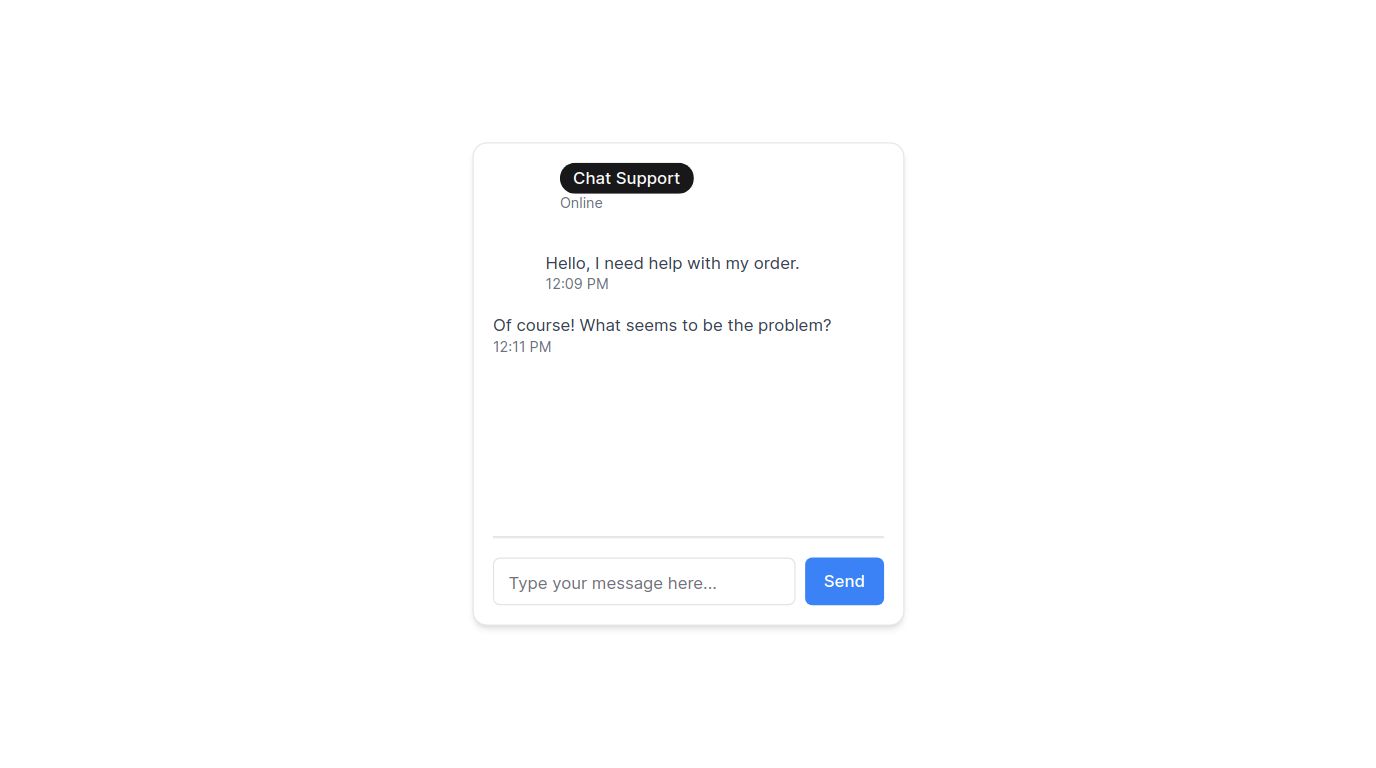 Chat Support
Online
Hello, I need help with my order.
12:09 PM
Of course! What seems to be the problem?
12:11 PM
Type your message here...
Send